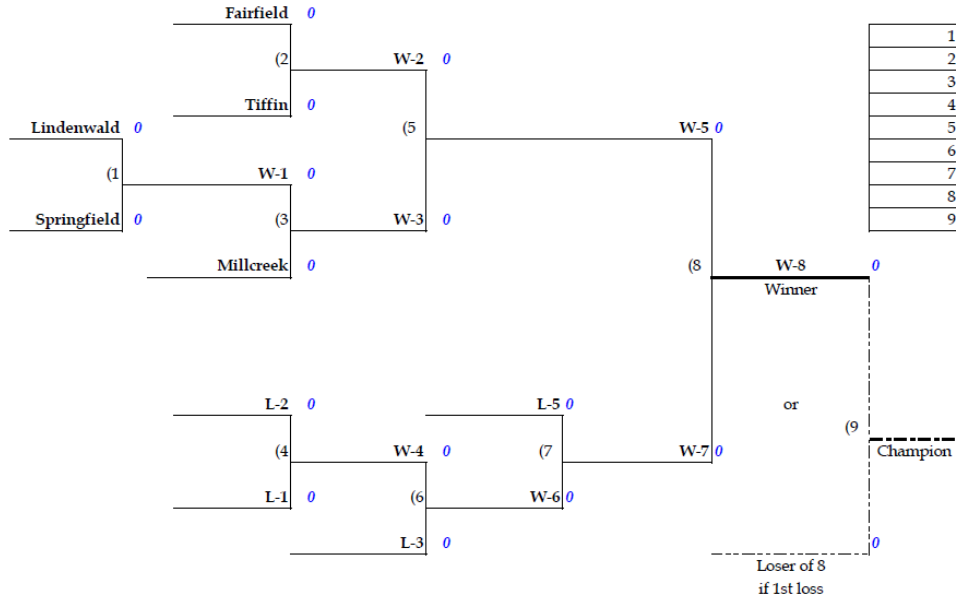 Fairfield 0
1
(2 W-2 0
2
3
Tiffin 0
4
Lindenwald 0 (5 W-5 0
5
6
(1 W-1 0
7
8
Springfield 0 (3 W-3 0
9
Millcreek 0 (8 W-8 0
Winner
L-2 0 L-5 0 or
(9
(4 W-4 0 (7 W-7 0 Champion
L-1 0 (6 W-6 0
L-3 0 0
Loser of 8
if 1st loss